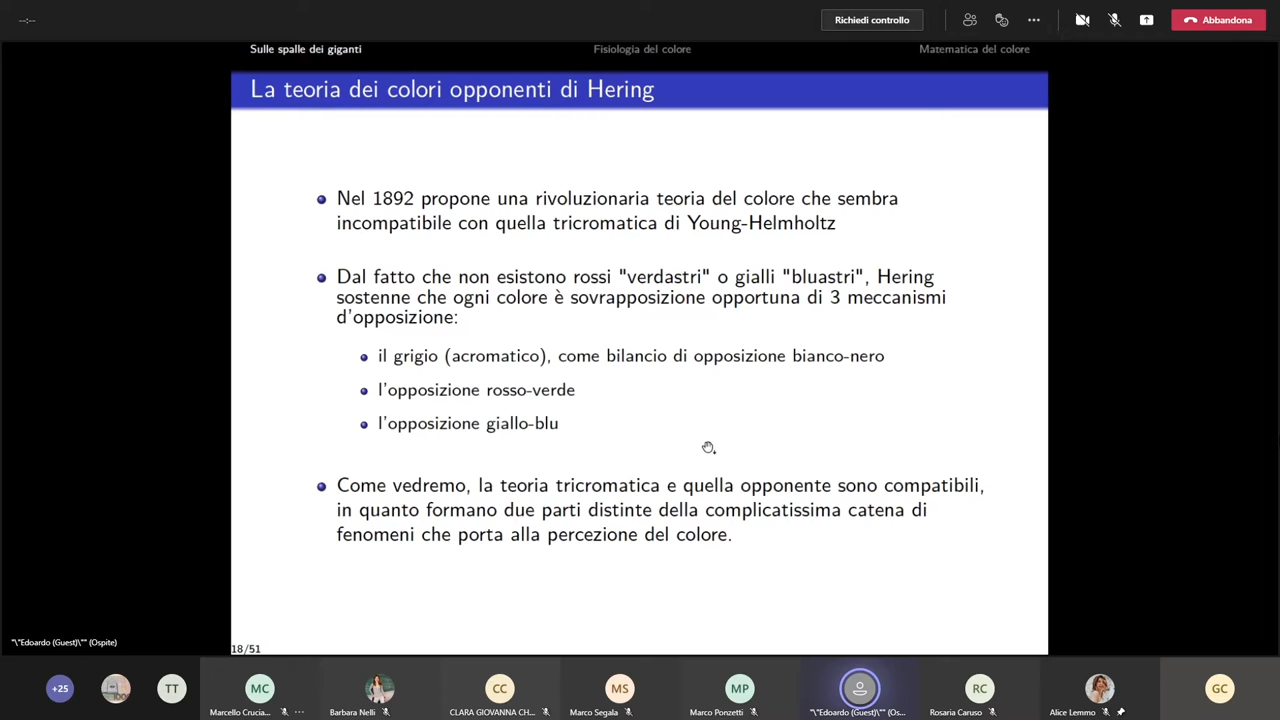 --:--
Richiedi controllo
Abbandona
Sulle spalle dei giganti
Fisiologia del colore
Matematica del colore
La teoria dei colori opponenti di Hering
Nel 1892 propone una rivoluzionaria teoria del colore che sembra
incompatibile con quella tricromatica di Young-Helmholtz
Dal fatto che non esistono rossi "verdastri" o gialli "bluastri", Hering
sostenne che ogni colore è sovrapposizione opportuna di 3 meccanismi
d'opposizione:
il grigio (acromatico), come bilancio di opposizione bianco-nero
l'opposizione rosso-verde
l'opposizione giallo-blu
Come vedremo, la teoria tricromatica e quella opponente sono compatibili,
in quanto formano due parti distinte della complicatissima catena di
fenomeni che porta alla percezione del colore.
"\"Edoardo (Guest)\"" (Ospite)
18/51
+25
TT
MC
CC
MS
MP
RC
GC
Marcello Crucia...
Barbara Nelli
CLARA GIOVANNA CH...
Marco Segala
Marco Ponzetti
"\"Edoardo (Guest)\"" (Os...
Rosaria Caruso
Alice Lemmo